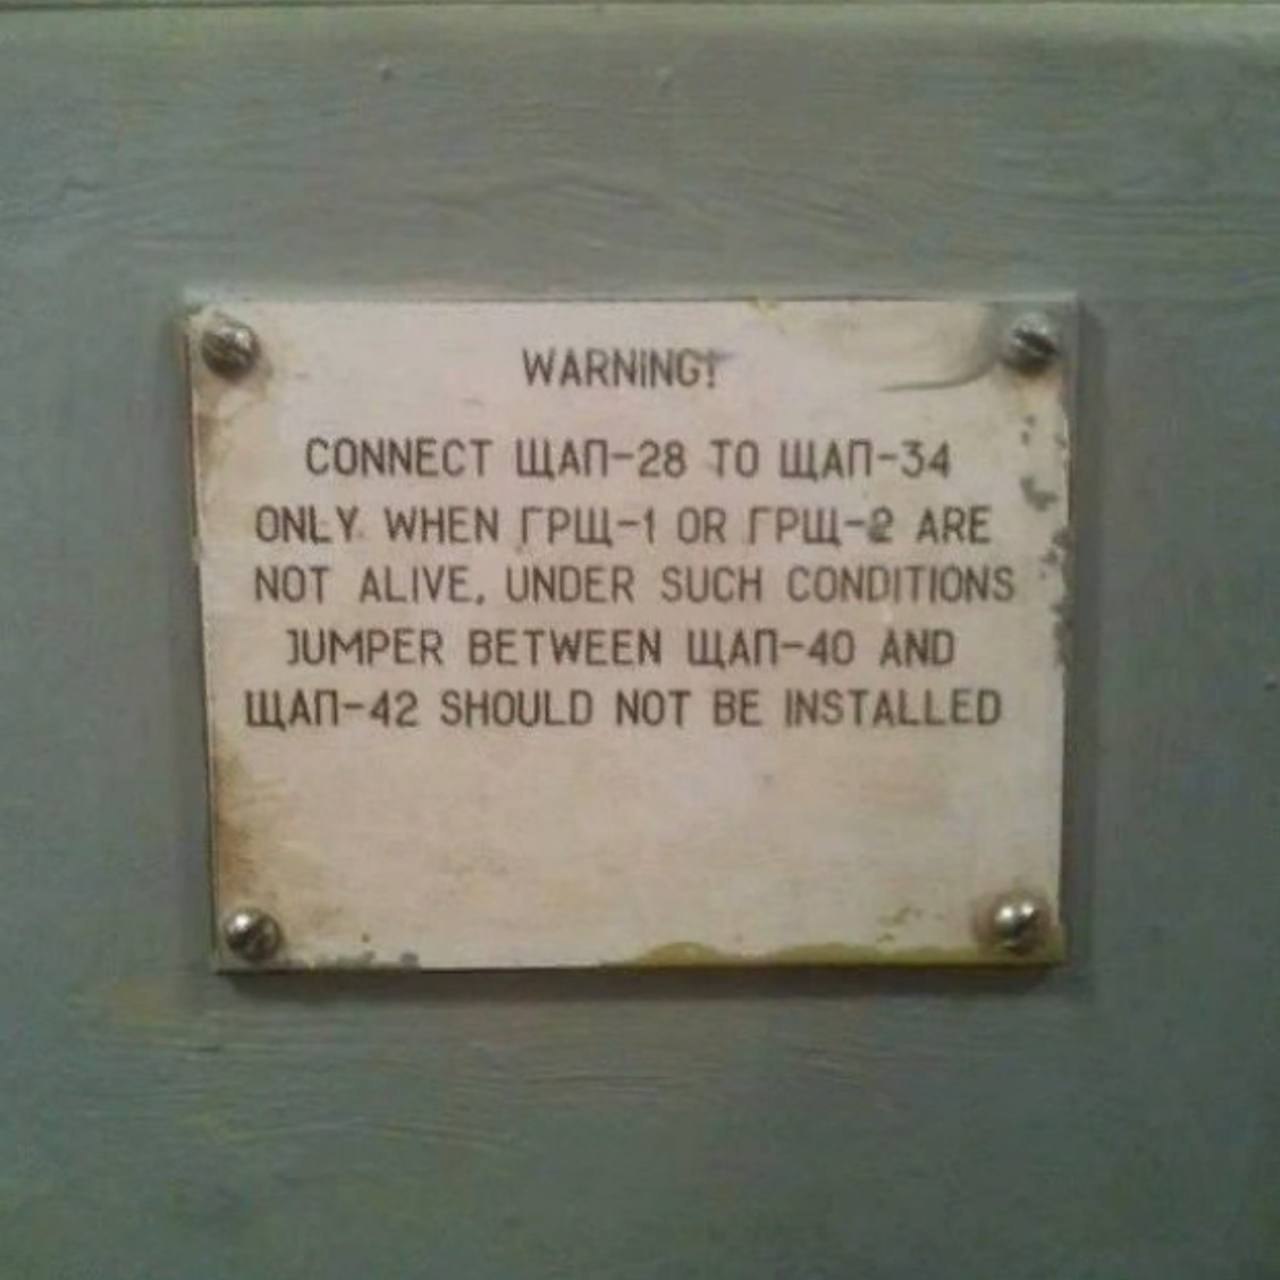 WARNING!
CONNECT ЩАП-28 TO ЩАП-34
ONLY WHEN ГРЩ-1 OR ГРЩ-2 ARE
NOT ALIVE, UNDER SUCH CONDITIONS
JUMPER BETWEEN ЩАП-40 AND
ЩАП-42 SHOULD NOT BE INSTALLED